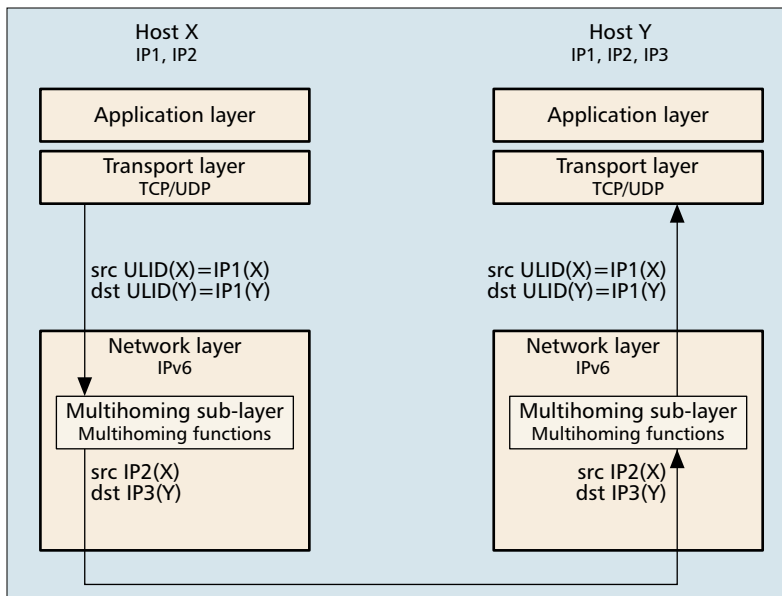 Host X
IP1, IP2
Application layer
Transport layer
TCP/UDP
src ULID(X)=IP1(X)
dst ULID(Y)=IP1(Y)
Network layer
IPv6
Multihoming sub-layer
Multihoming functions
src IP2(X)
dst IP3(Y)
Host Y
IP1, IP2, IP3
Application layer
Transport layer
TCP/UDP
src ULID(X)=IP1(X)
dst ULID(Y)=IP1(Y)
Network layer
IPv6
Multihoming sub-layer
Multihoming functions
src IP2(X)
dst IP3(Y)